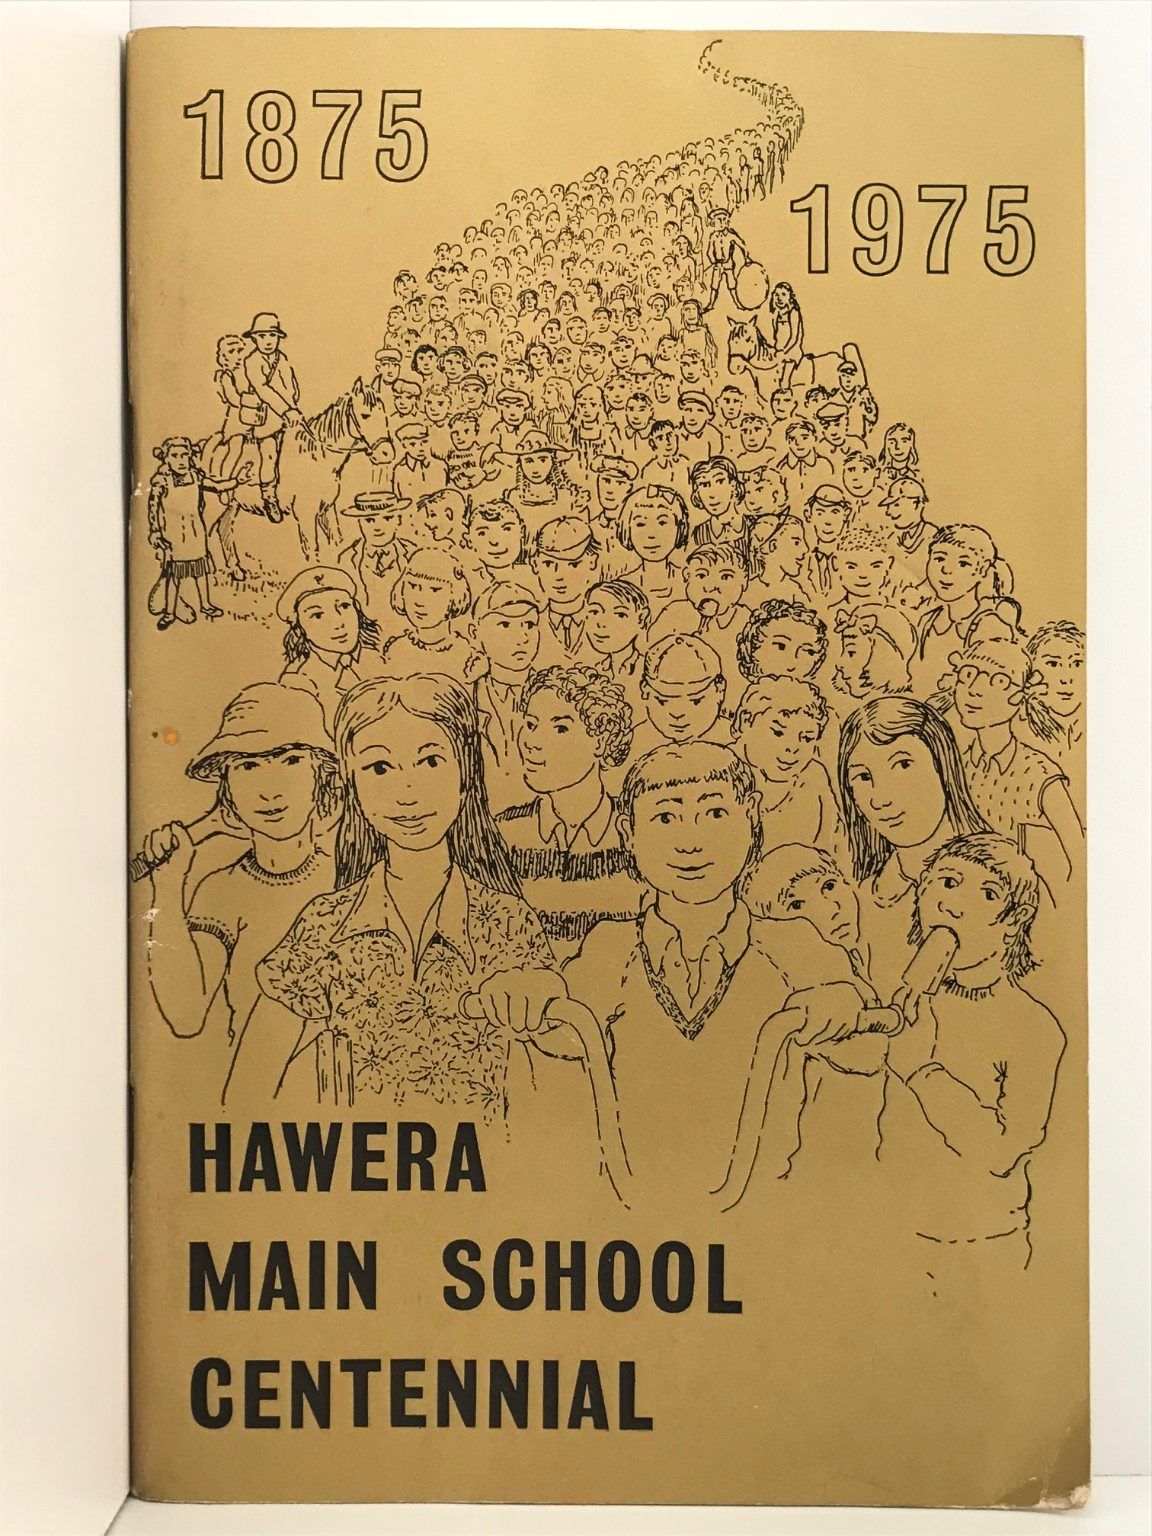 1875
1975
HAWERA
MAIN SCHOOL
CENTENNIAL